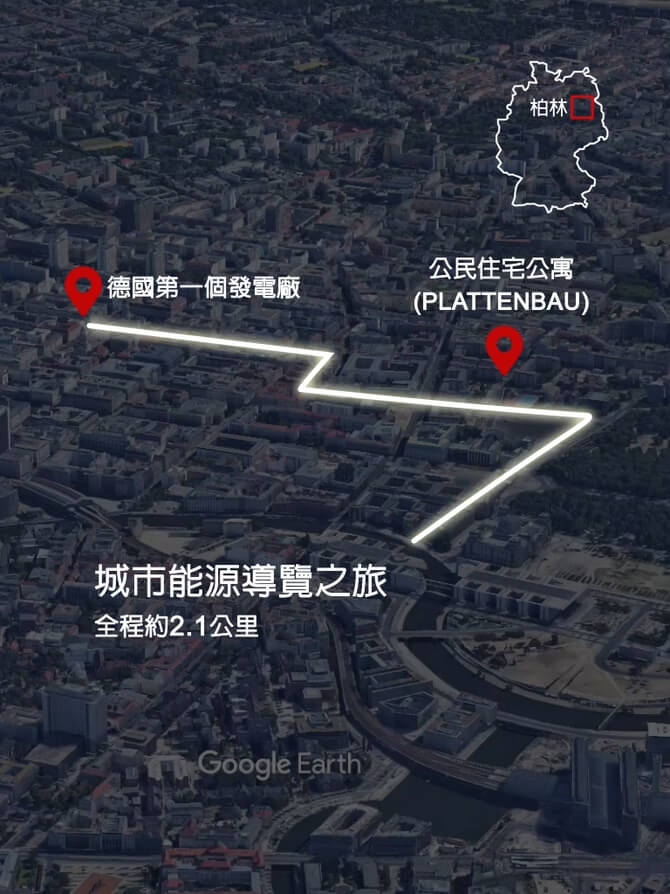 柏林
公民住宅公寓
(PLATTENBAU)
德國第一個發電廠
城市能源導覽之旅
全程約2.1公里
Google Earth